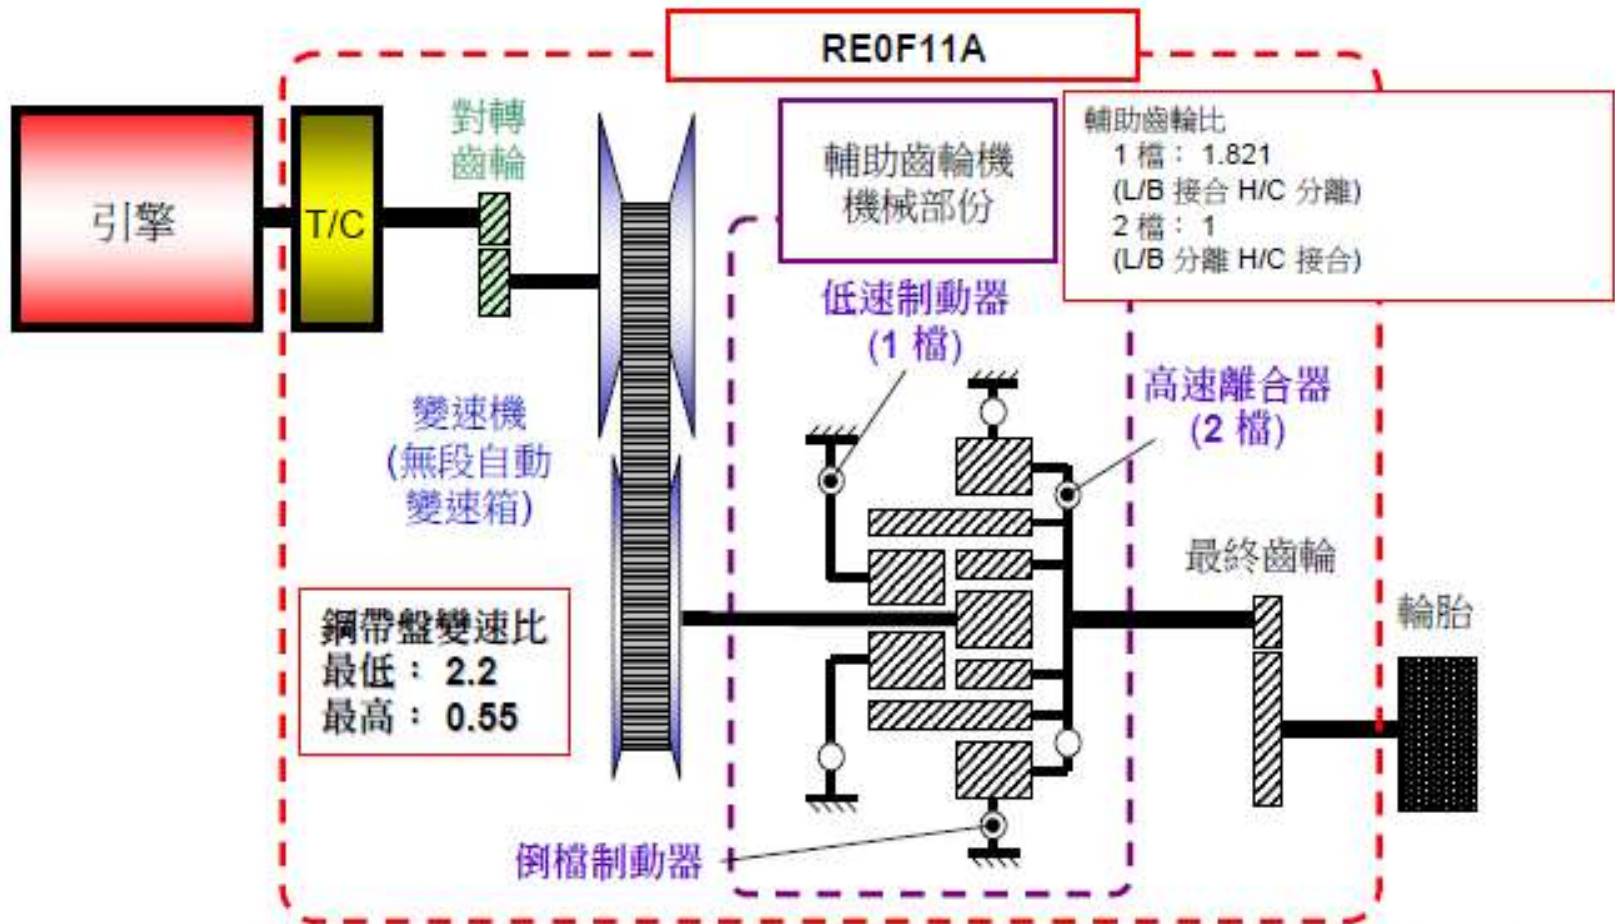 RE0F11A
引擎
T/C
對轉
齒輪
輔助齒輪機
機械部份
輔助齒輪比
1 檔： 1.821
(L/B 接合 H/C 分離)
2 檔： 1
(L/B 分離 H/C 接合)
低速制動器
(1 檔)
高速離合器
(2 檔)
變速機
(無段自動
變速箱)
鋼帶盤變速比
最低： 2.2
最高： 0.55
最終齒輪
輪胎
倒檔制動器